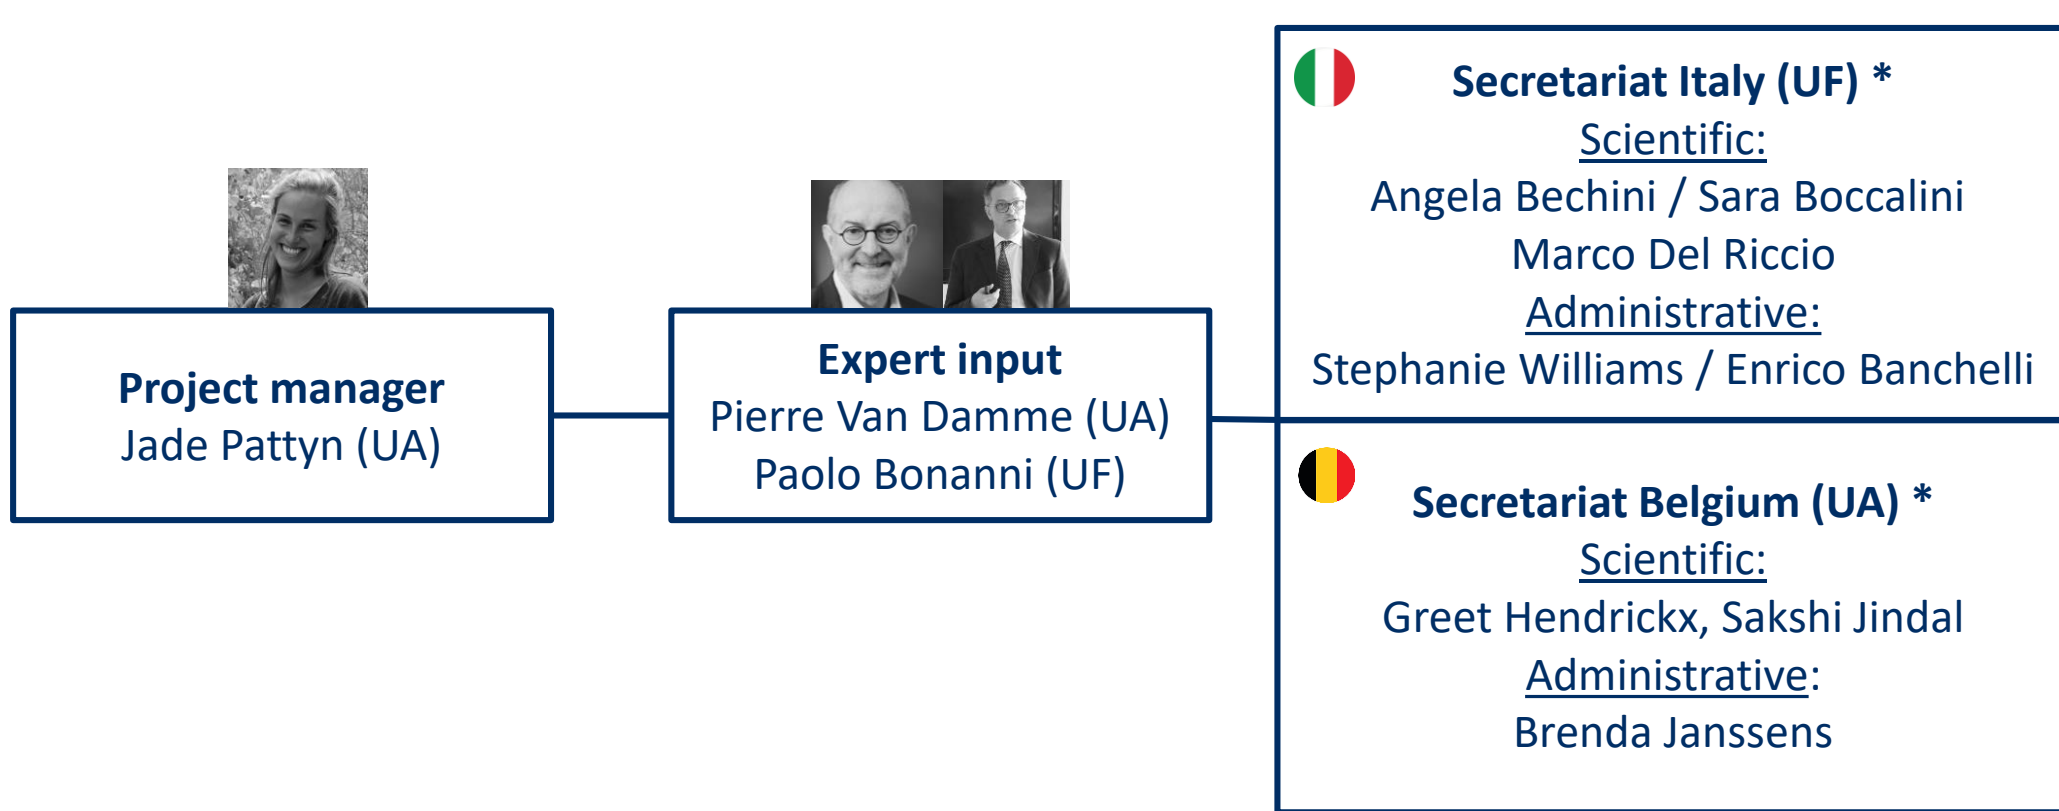 Project manager
Jade Pattyn (UA)
Expert input
Pierre Van Damme (UA)
Paolo Bonanni (UF)
Secretariat Italy (UF) *
Scientific:
Angela Bechini / Sara Boccalini
Marco Del Riccio
Administrative:
Stephanie Williams / Enrico Banchelli
Secretariat Belgium (UA) *
Scientific:
Greet Hendrickx, Sakshi Jindal
Administrative:
Brenda Janssens